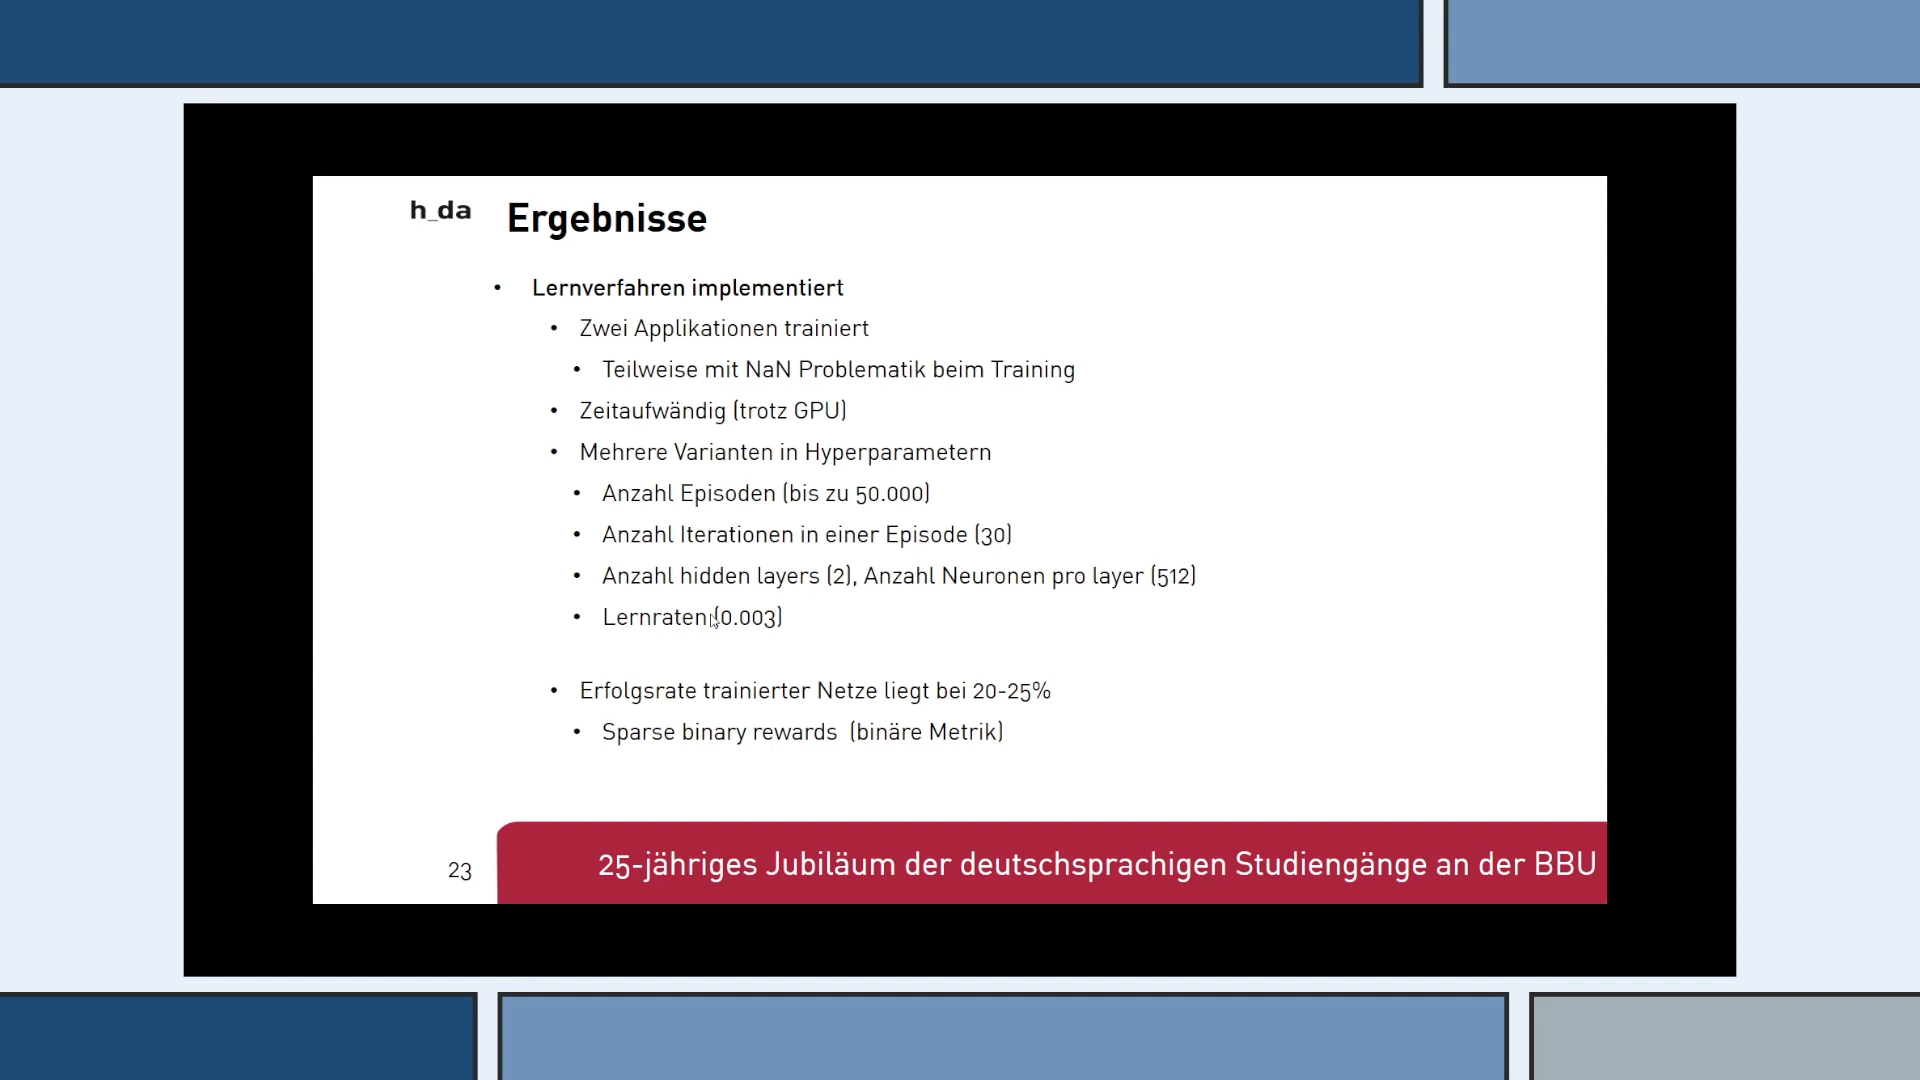 h_da
Ergebnisse
• Lernverfahren implementiert
• Zwei Applikationen trainiert
• Teilweise mit NaN Problematik beim Training
• Zeitaufwändig (trotz GPU)
• Mehrere Varianten in Hyperparametern
• Anzahl Episoden (bis zu 50.000)
• Anzahl Iterationen in einer Episode (30)
• Anzahl hidden layers (2), Anzahl Neuronen pro layer (512)
• Lernraten (0.003)
• Erfolgsrate trainierter Netze liegt bei 20-25%
• Sparse binary rewards (binäre Metrik)
23
25-jähriges Jubiläum der deutschsprachigen Studiengänge an der BBU